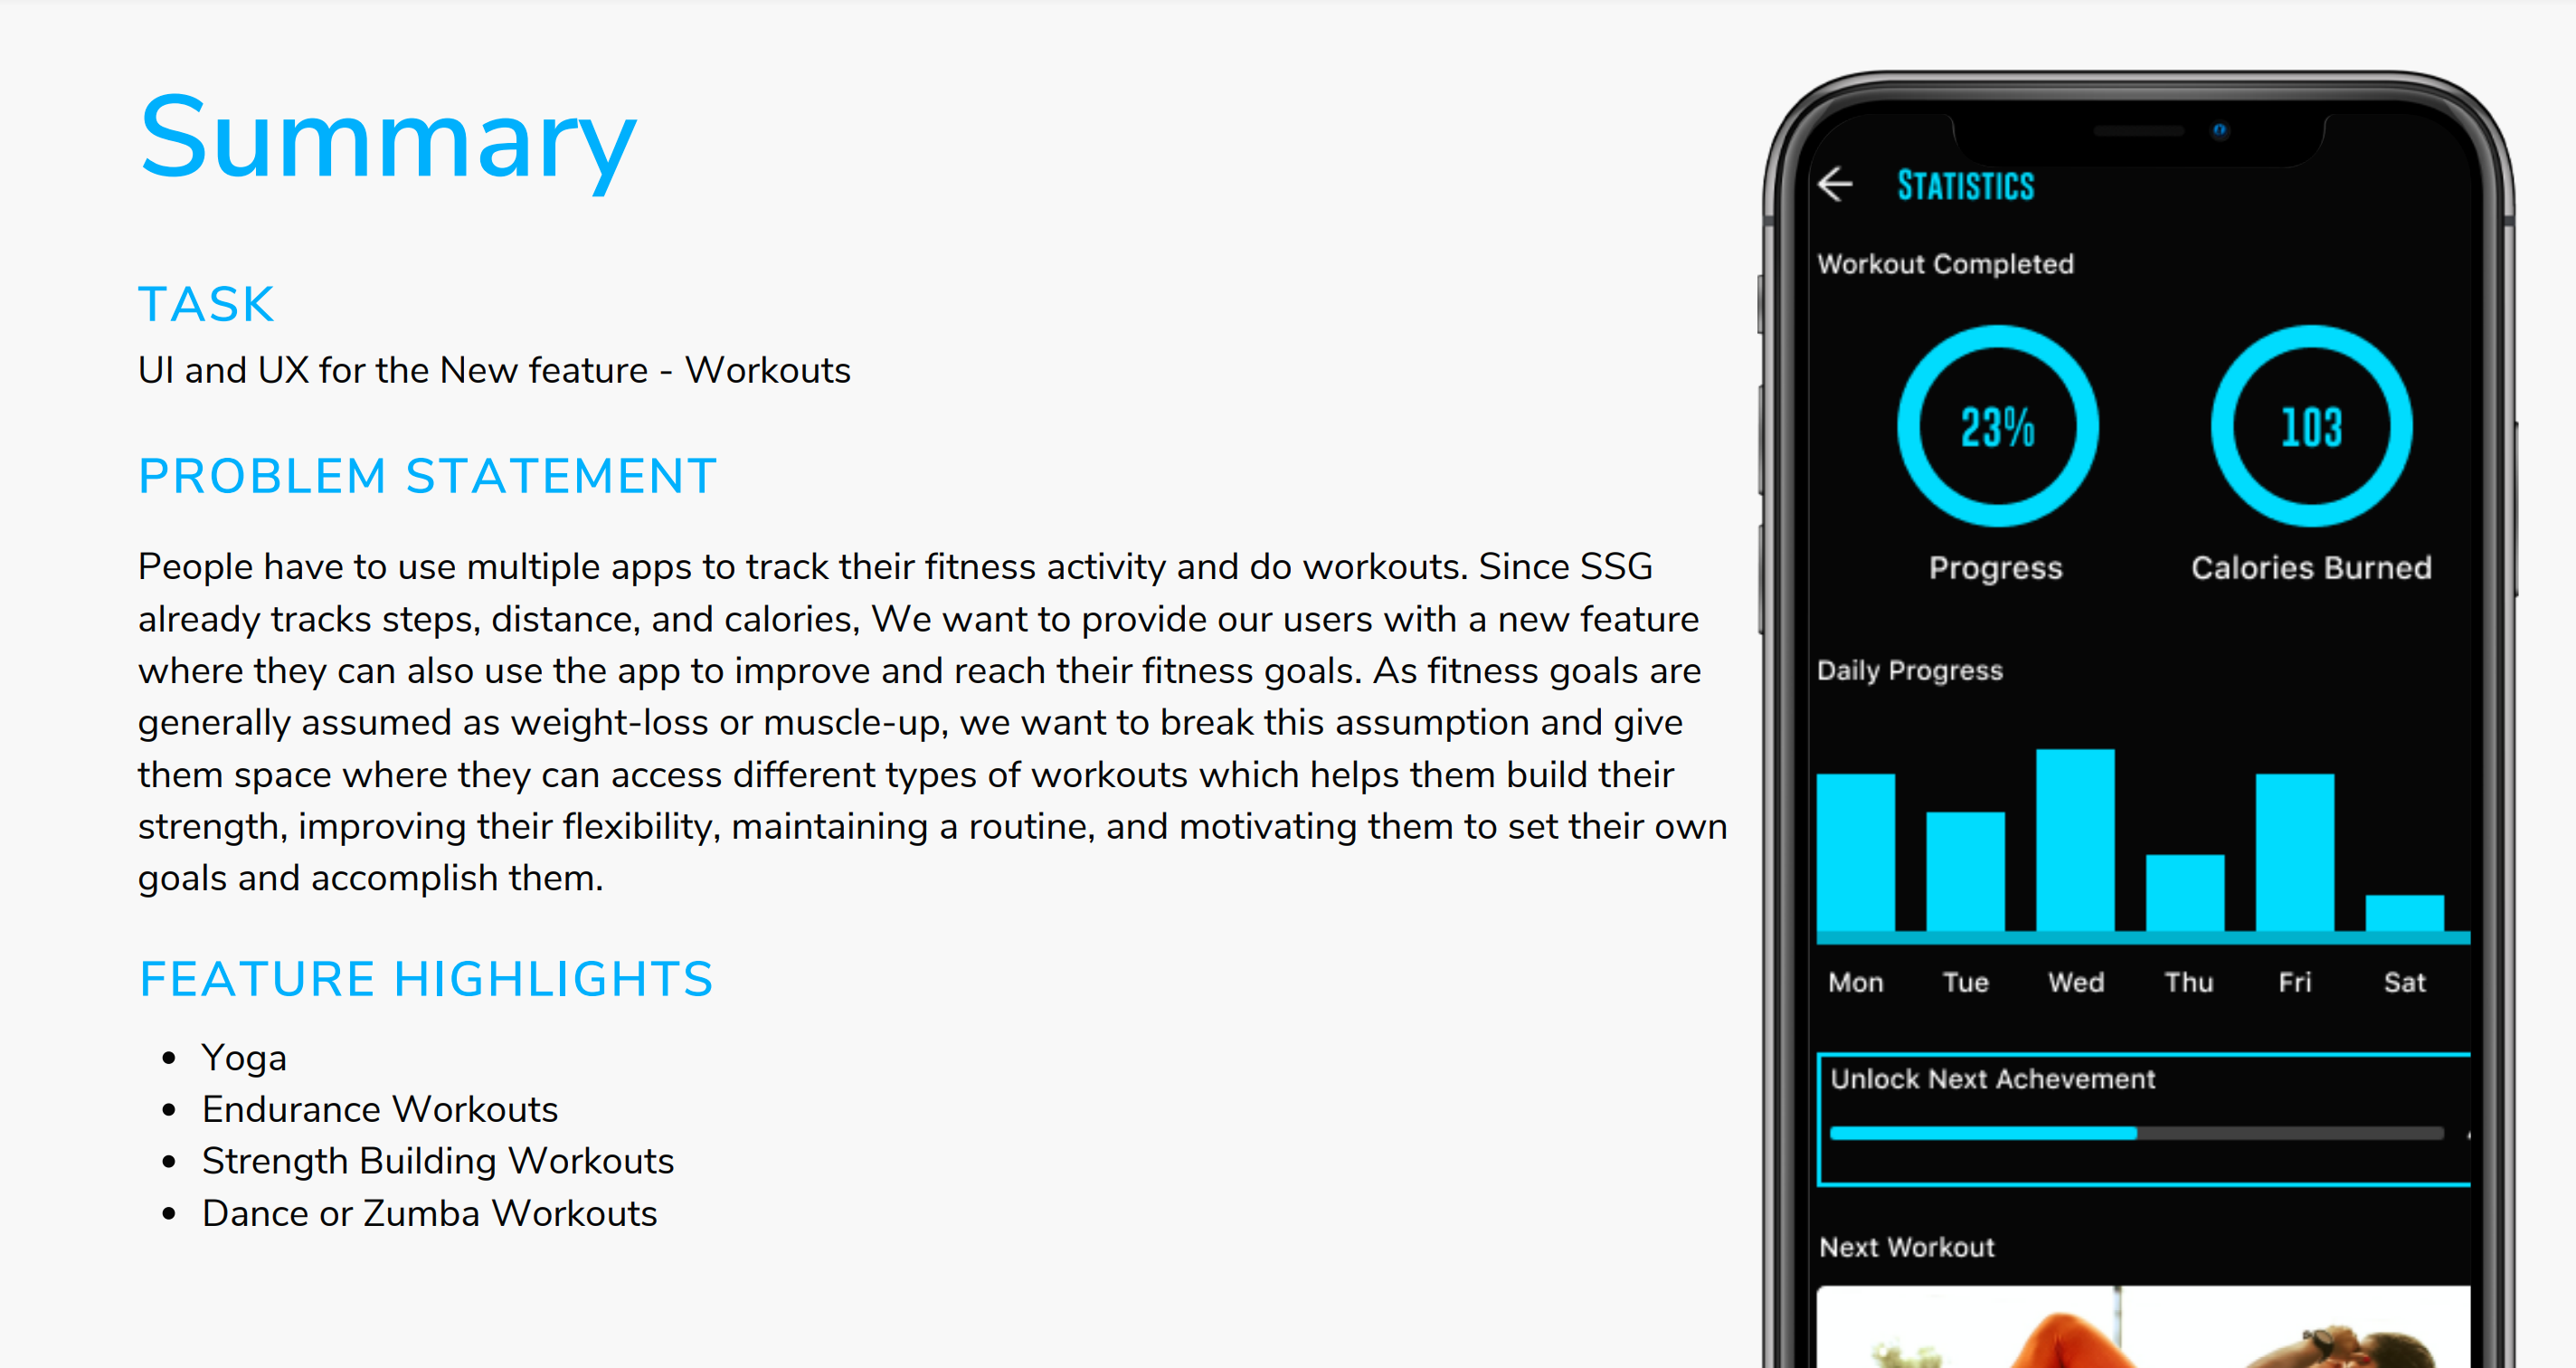 Summary
TASK
UI and UX for the New feature - Workouts
PROBLEM STATEMENT
People have to use multiple apps to track their fitness activity and do workouts. Since SSG
already tracks steps, distance, and calories, We want to provide our users with a new feature
where they can also use the app to improve and reach their fitness goals. As fitness goals are
generally assumed as weight-loss or muscle-up, we want to break this assumption and give
them space where they can access different types of workouts which helps them build their
strength, improving their flexibility, maintaining a routine, and motivating them to set their own
goals and accomplish them.
FEATURE HIGHLIGHTS
• Yoga
• Endurance Workouts
• Strength Building Workouts
• Dance or Zumba Workouts
STATISTICS
Workout Completed
23% 103
Progress Calories Burned
Daily Progress
Mon Tue Wed Thu Fri Sat
Unlock Next Achevement
Next Workout